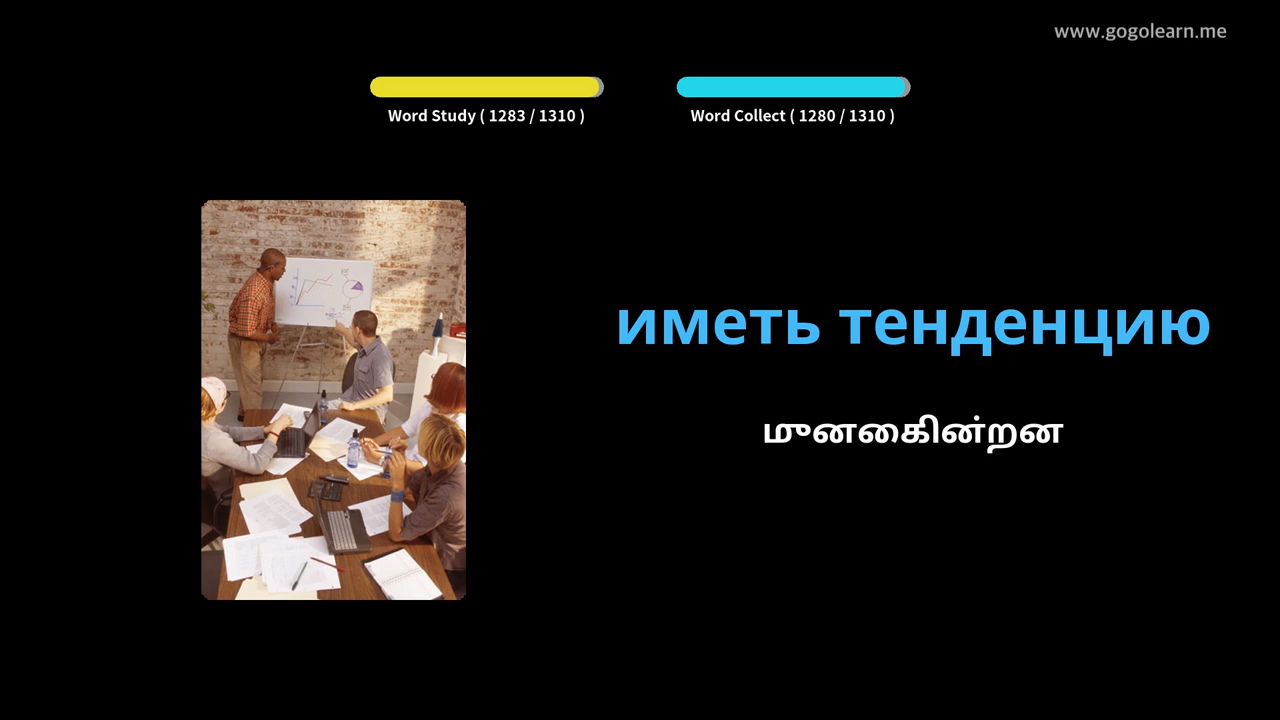 www.gogolearn.me
Word Study ( 1283 / 1310 )
Word Collect ( 1280 / 1310 )
иметь тенденцию
முனைகின்றன